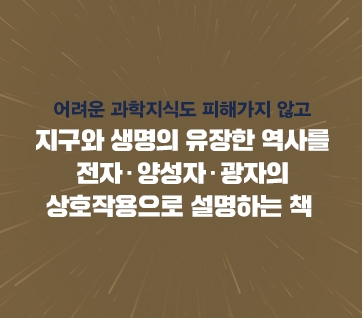 어려운 과학지식도 피해가지 않고
지구와 생명의 유장한 역사를
전자·양성자·광자의
상호작용으로 설명하는 책